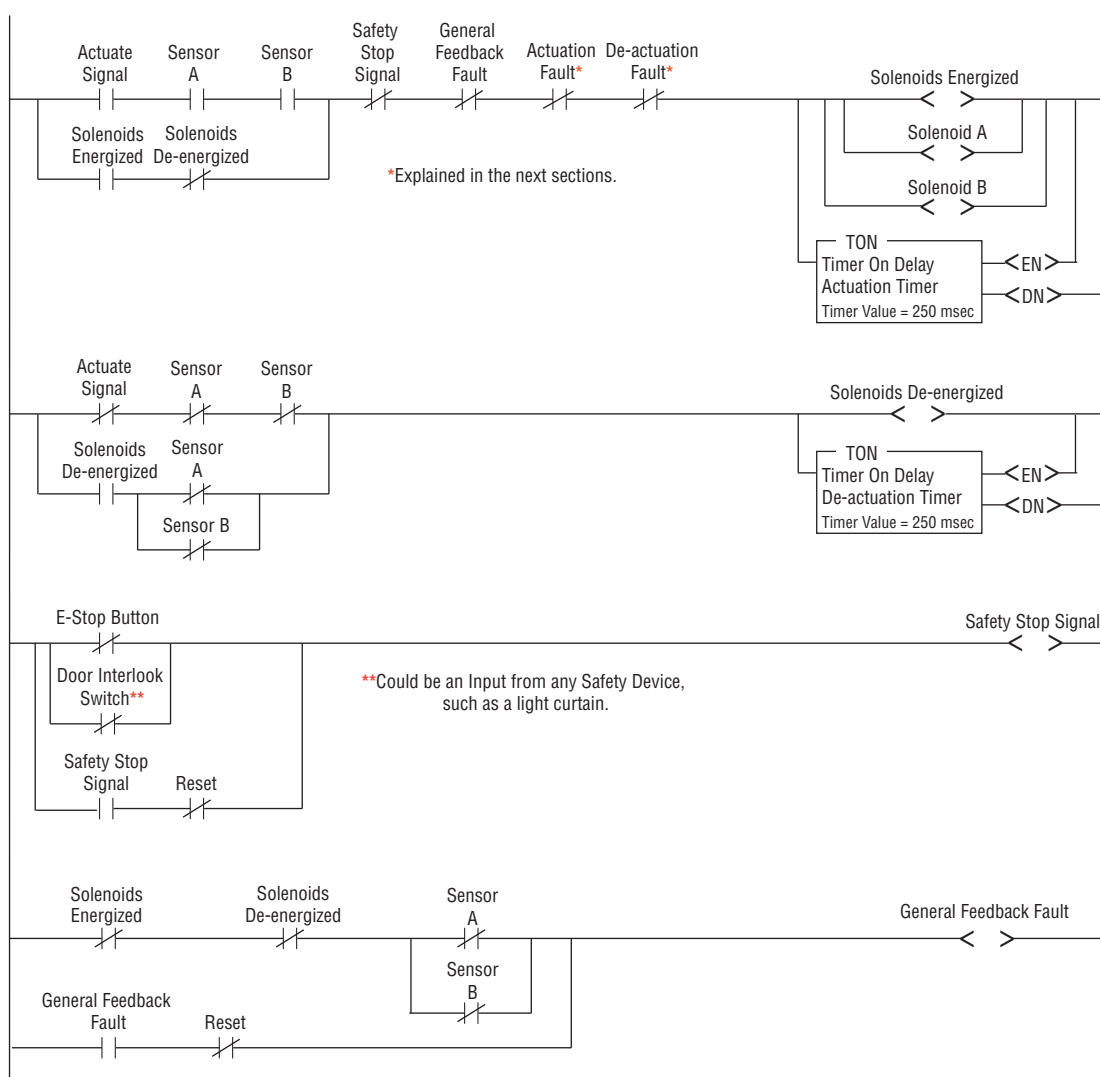 Actuate Signal
Sensor A
Sensor B
Safety Stop Signal
General Feedback Fault
Actuation Fault*
De-actuation Fault*
Solenoids Energized
Solenoids Energized
Solenoids De-energized
*Explained in the next sections.
Solenoid A
Solenoid B
TON
Timer On Delay
Actuation Timer
Timer Value = 250 msec
EN
DN
Actuate Signal
Sensor A
Sensor B
Solenoids De-energized
Solenoids De-energized
Sensor A
Sensor B
TON
Timer On Delay
De-actuation Timer
Timer Value = 250 msec
EN
DN
E-Stop Button
Safety Stop Signal
Door Interlook Switch**
**Could be an Input from any Safety Device,
such as a light curtain.
Safety Stop Signal
Reset
Solenoids Energized
Solenoids De-energized
Sensor A
General Feedback Fault
Sensor B
General Feedback Fault
Reset